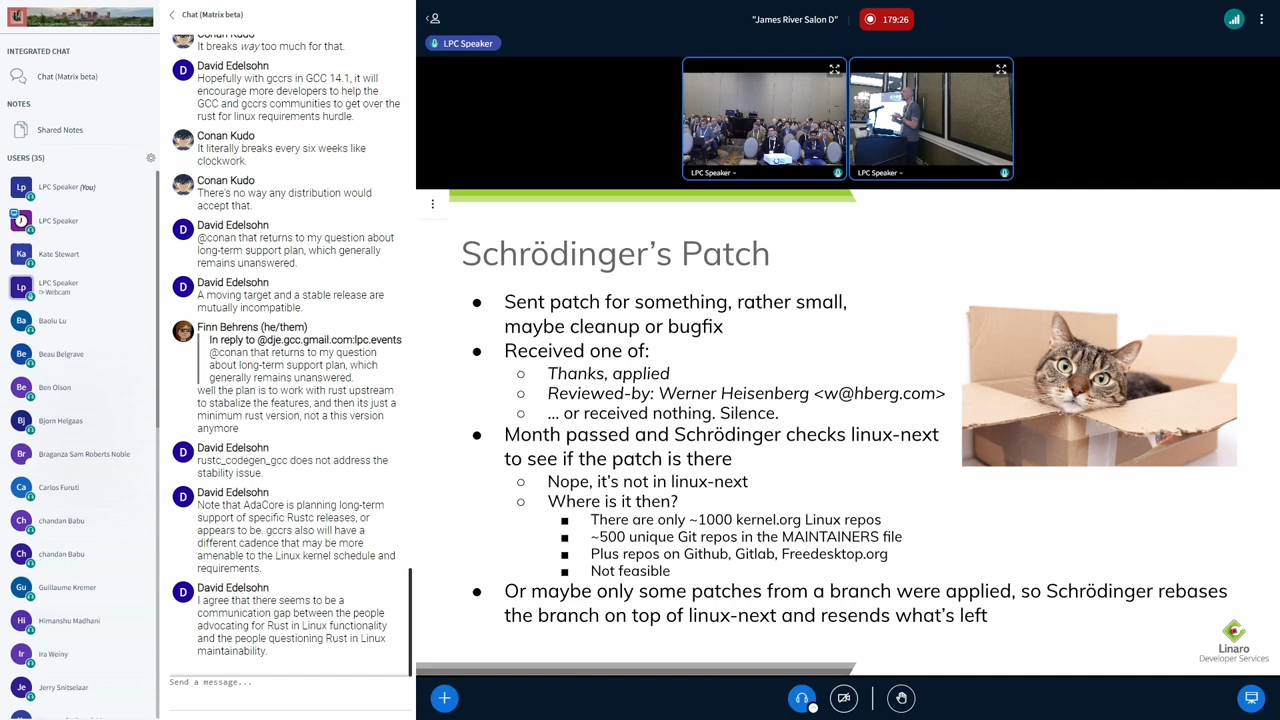 INTEGRATED CHAT
Chat (Matrix beta)
NOTES
Shared Notes
USERS (35)
Lp
LPC Speaker (You)
LPC Speaker
Ka
Kate Stewart
Lp
LPC Speaker
Webcam
Ba
Baolu Lu
Be
Beau Belgrave
Be
Ben Olson
Bj
Bjorn Helgaas
Br
Braganza Sam Roberts Noble
Ca
Carlos Furuti
Ch
chandan Babu
Ch
chandan Babu
Gu
Guillaume Kremer
Hi
Himanshu Madhani
Ir
Ira Weiny
Je
Jerry Snitselaar
Chat (Matrix beta)
Conan Kudo
It breaks way too much for that.
D
David Edelsohn
Hopefully with gccrs in GCC 14.1, it will
encourage more developers to help the
GCC and gccrs communities to get over the
rust for linux requirements hurdle.
Conan Kudo
It literally breaks every six weeks like
clockwork.
Conan Kudo
There's no way any distribution would
accept that.
D
David Edelsohn
@conan that returns to my question about
long-term support plan, which generally
remains unanswered.
D
David Edelsohn
A moving target and a stable release are
mutually incompatible.
Finn Behrens (he/them)
In reply to @dje.gcc.gmail.com:lpc.events
@conan that returns to my question
about long-term support plan, which
generally remains unanswered.
well the plan is to work with rust upstream
to stabalize the features, and then its just a
minimum rust version, not a this version
anymore
D
David Edelsohn
rustc_codegen_gcc does not address the
stability issue.
D
David Edelsohn
Note that AdaCore is planning long-term
support of specific Rustc releases, or
appears to be. gccrs also will have a
different cadence that may be more
amenable to the Linux kernel schedule and
requirements.
D
David Edelsohn
I agree that there seems to be a
communication gap between the people
advocating for Rust in Linux functionality
and the people questioning Rust in Linux
maintainability.
Send a message...
"James River Salon D"
179:26
LPC Speaker
LPC Speaker
LPC Speaker
Schrödinger's Patch
● Sent patch for something, rather small,
maybe cleanup or bugfix
● Received one of:
○ Thanks, applied
○ Reviewed-by: Werner Heisenberg <w@hberg.com>
○ ... or received nothing. Silence.
● Month passed and Schrödinger checks linux-next
to see if the patch is there
○ Nope, it's not in linux-next
○ Where is it then?
■ There are only ~1000 kernel.org Linux repos
■ ~500 unique Git repos in the MAINTAINERS file
■ Plus repos on Github, Gitlab, Freedesktop.org
■ Not feasible
● Or maybe only some patches from a branch were applied, so Schrödinger rebases
the branch on top of linux-next and resends what's left
Linaro
Developer Services